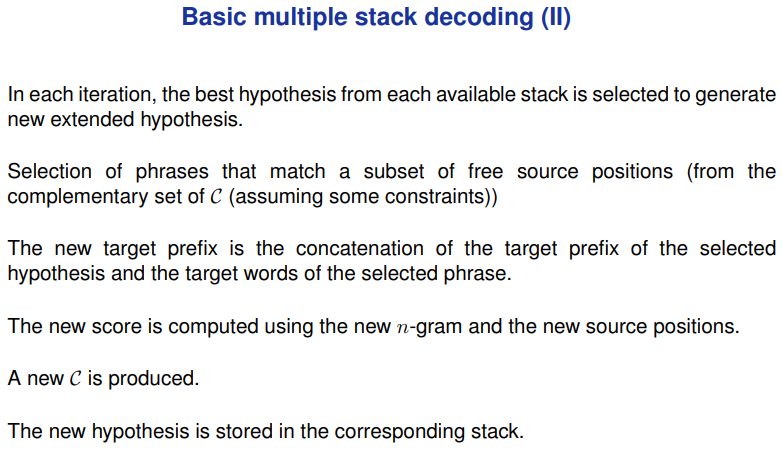 Basic multiple stack decoding (II)
In each iteration, the best hypothesis from each available stack is selected to generate
new extended hypothesis.
Selection of phrases that match a subset of free source positions (from the
complementary set of 𝒞 (assuming some constraints))
The new target prefix is the concatenation of the target prefix of the selected
hypothesis and the target words of the selected phrase.
The new score is computed using the new n-gram and the new source positions.
A new 𝒞 is produced.
The new hypothesis is stored in the corresponding stack.